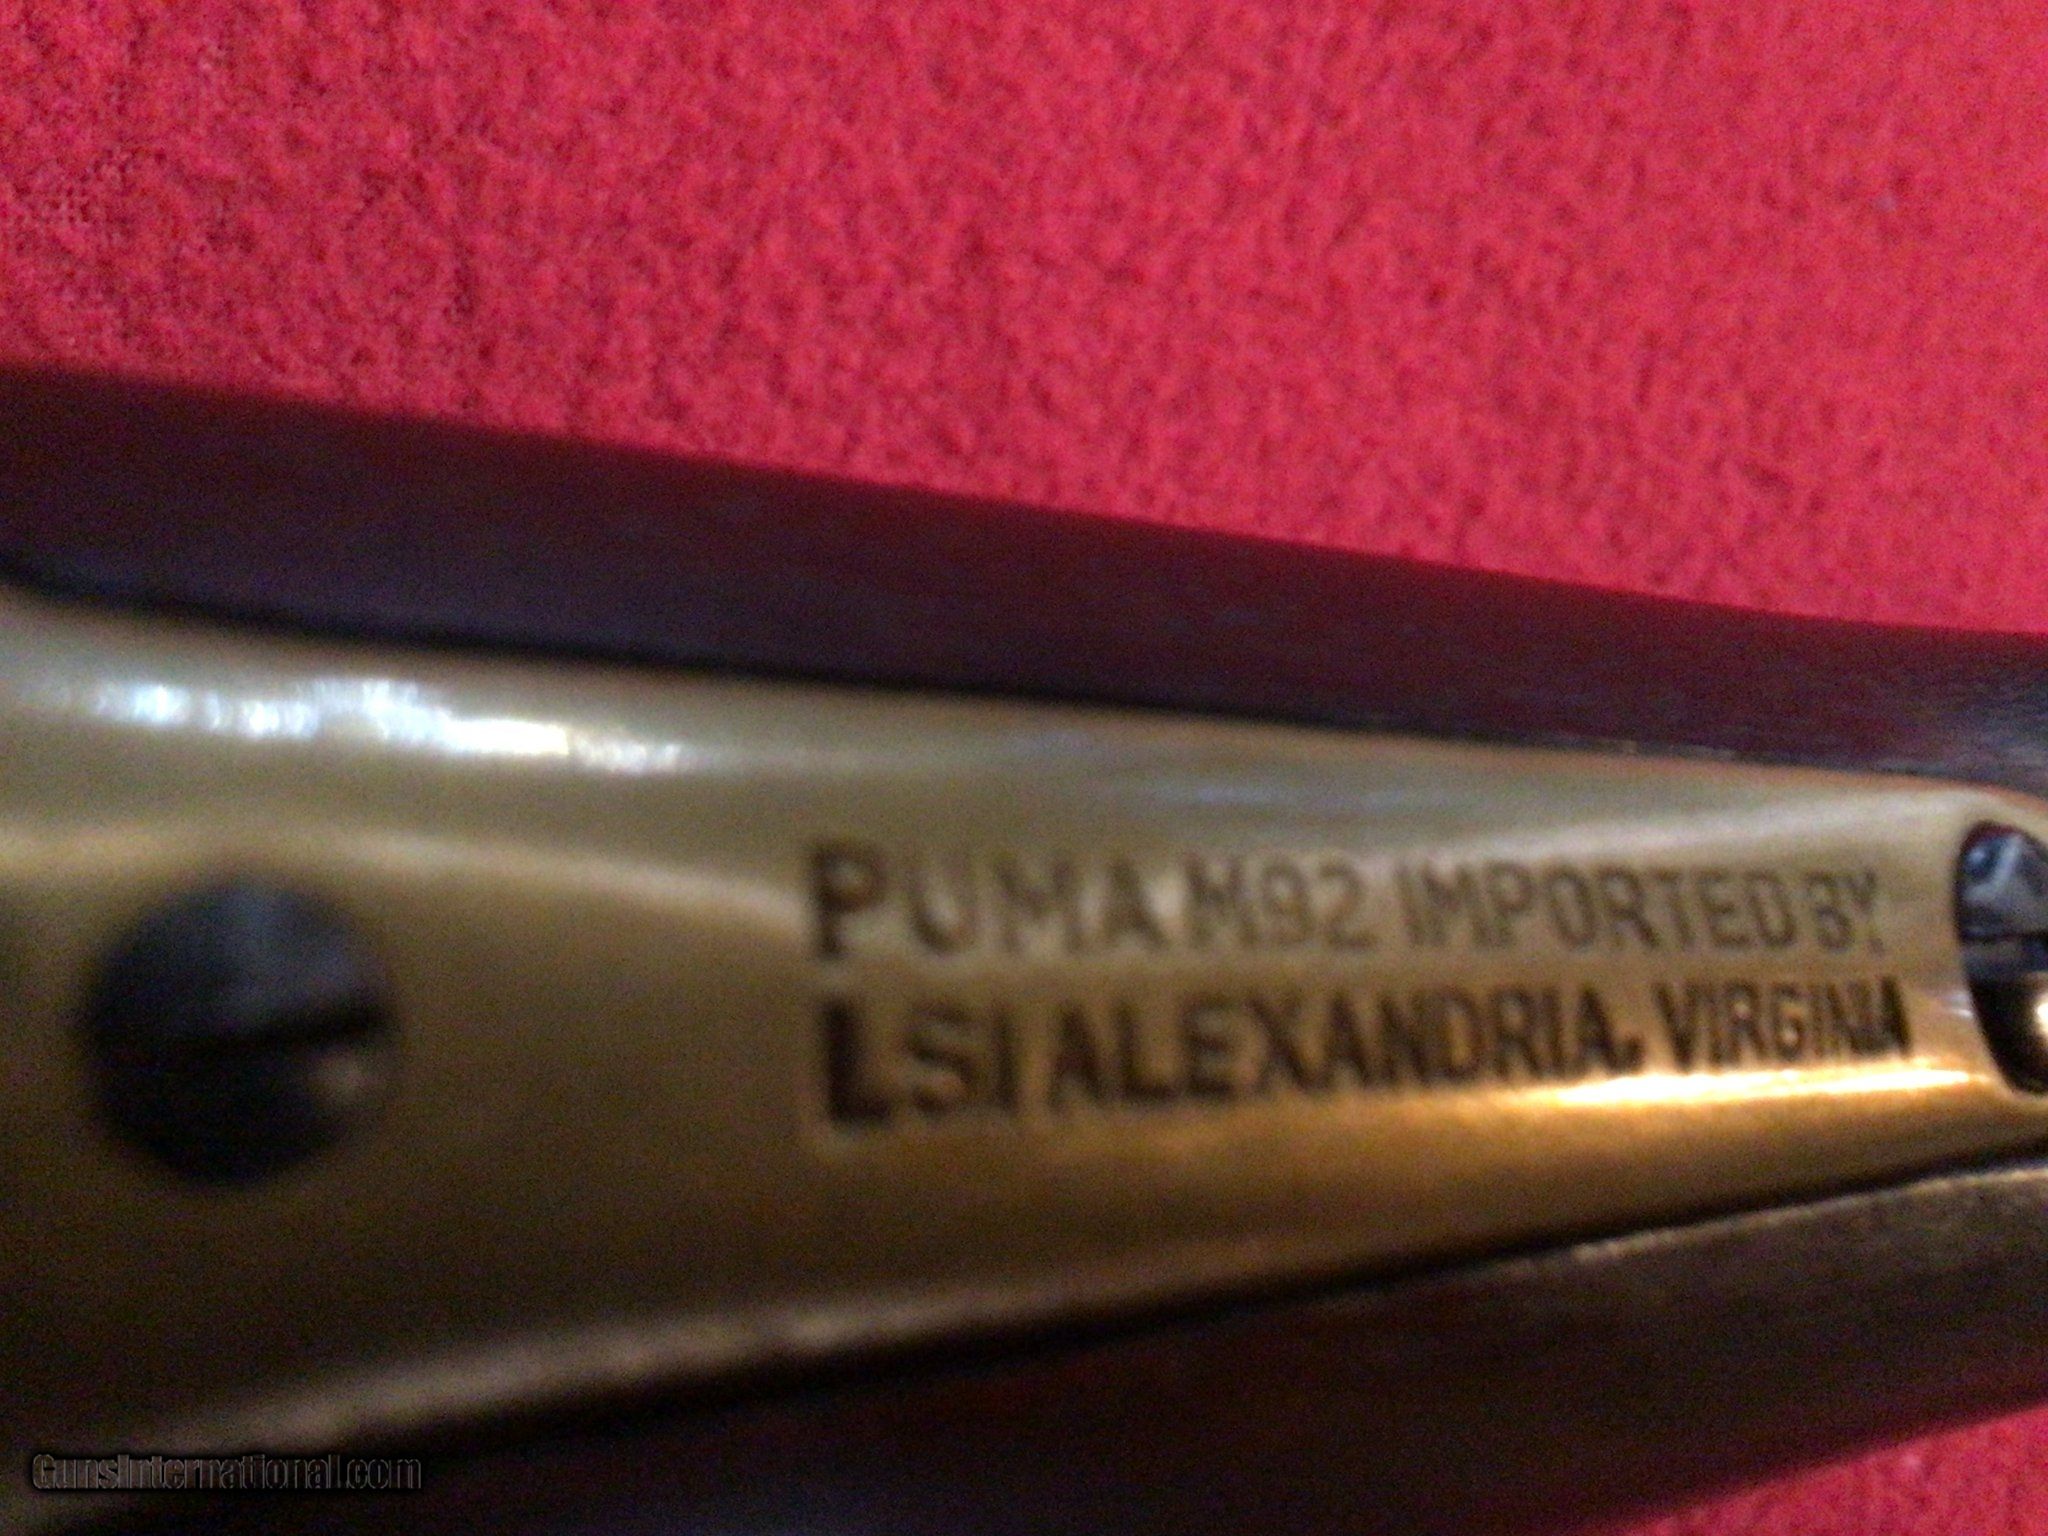 PUMA M92 IMPORTED BY
LSI ALEXANDRIA, VIRGINIA
GunsInternational.com